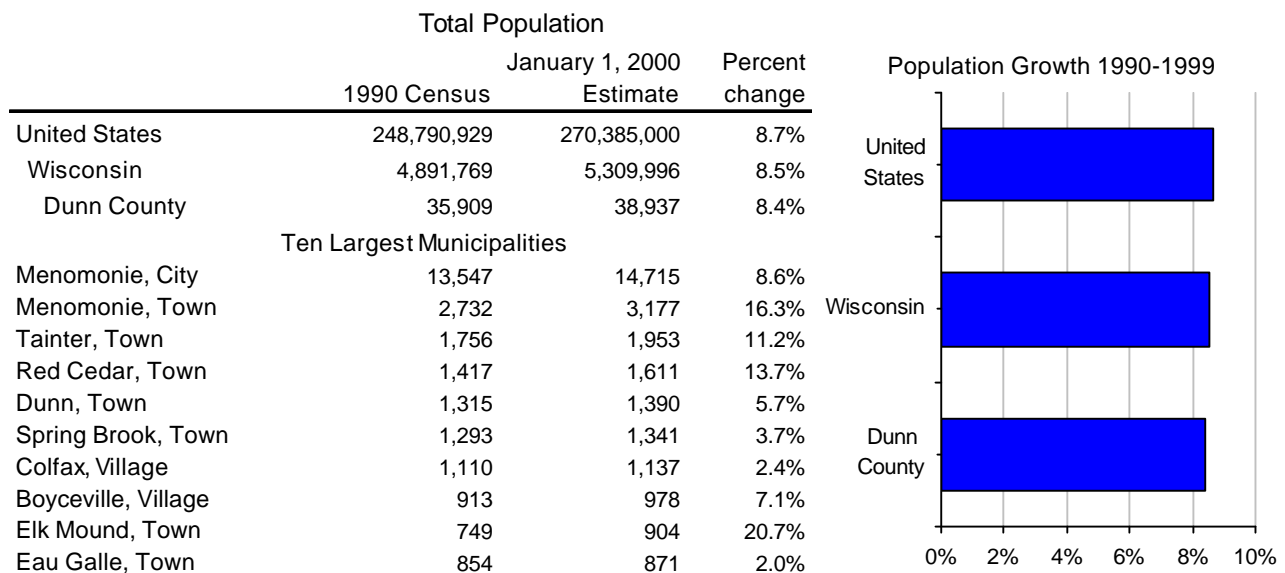 Total Population
January 1, 2000 Percent
1990 Census Estimate change
United States 248,790,929 270,385,000 8.7%
Wisconsin 4,891,769 5,309,996 8.5%
Dunn County 35,909 38,937 8.4%
Ten Largest Municipalities
Menomonie, City 13,547 14,715 8.6%
Menomonie, Town 2,732 3,177 16.3%
Tainter, Town 1,756 1,953 11.2%
Red Cedar, Town 1,417 1,611 13.7%
Dunn, Town 1,315 1,390 5.7%
Spring Brook, Town 1,293 1,341 3.7%
Colfax, Village 1,110 1,137 2.4%
Boyceville, Village 913 978 7.1%
Elk Mound, Town 749 904 20.7%
Eau Galle, Town 854 871 2.0%
Population Growth 1990-1999
United
States
Wisconsin
Dunn
County
0% 2% 4% 6% 8% 10%